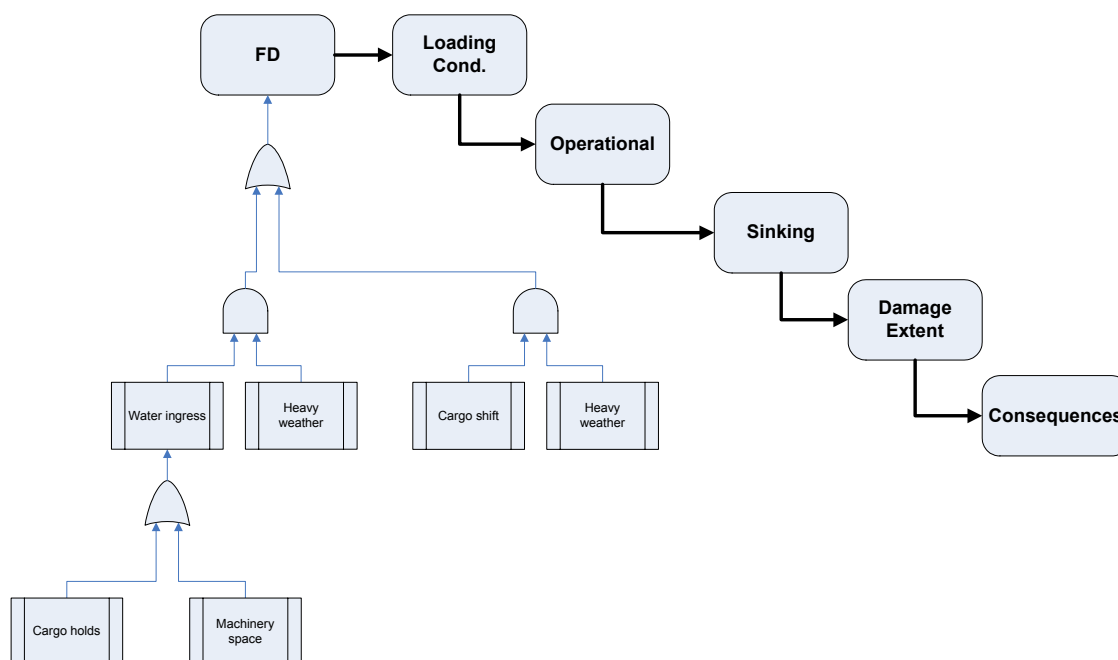 FD
Loading
Cond.
Operational
Sinking
Damage
Extent
Consequences
Water ingress
Heavy
weather
Cargo shift
Heavy
weather
Cargo holds
Machinery
space